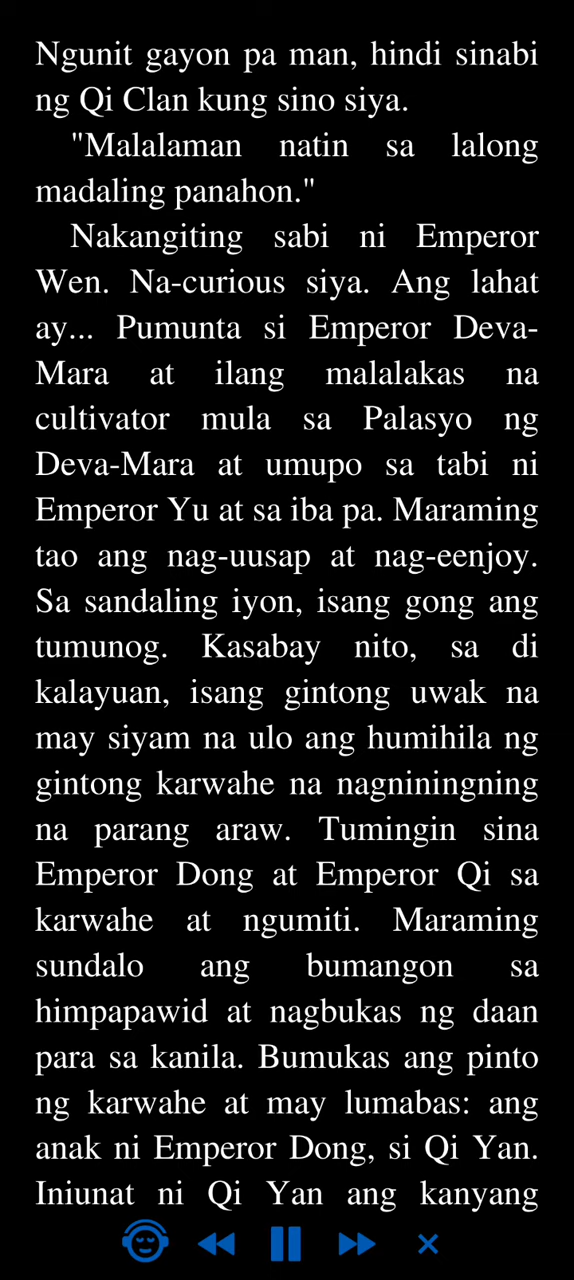 Ngunit gayon pa man, hindi sinabi
ng Qi Clan kung sino siya.
"Malalaman natin sa lalong
madaling panahon."
Nakangiting sabi ni Emperor
Wen. Na-curious siya. Ang lahat
ay... Pumunta si Emperor Deva-
Mara at ilang malalakas na
cultivator mula sa Palasyo ng
Deva-Mara at umupo sa tabi ni
Emperor Yu at sa iba pa. Maraming
tao ang nag-uusap at nag-eenjoy.
Sa sandaling iyon, isang gong ang
tumunog. Kasabay nito, sa di
kalayuan, isang gintong uwak na
may siyam na ulo ang humihila ng
gintong karwahe na nagniningning
na parang araw. Tumingin sina
Emperor Dong at Emperor Qi sa
karwahe at ngumiti. Maraming
sundalo ang bumangon sa
himpapawid at nagbukas ng daan
para sa kanila. Bumukas ang pinto
ng karwahe at may lumabas: ang
anak ni Emperor Dong, si Qi Yan.
Iniunat ni Qi Yan ang kanyang